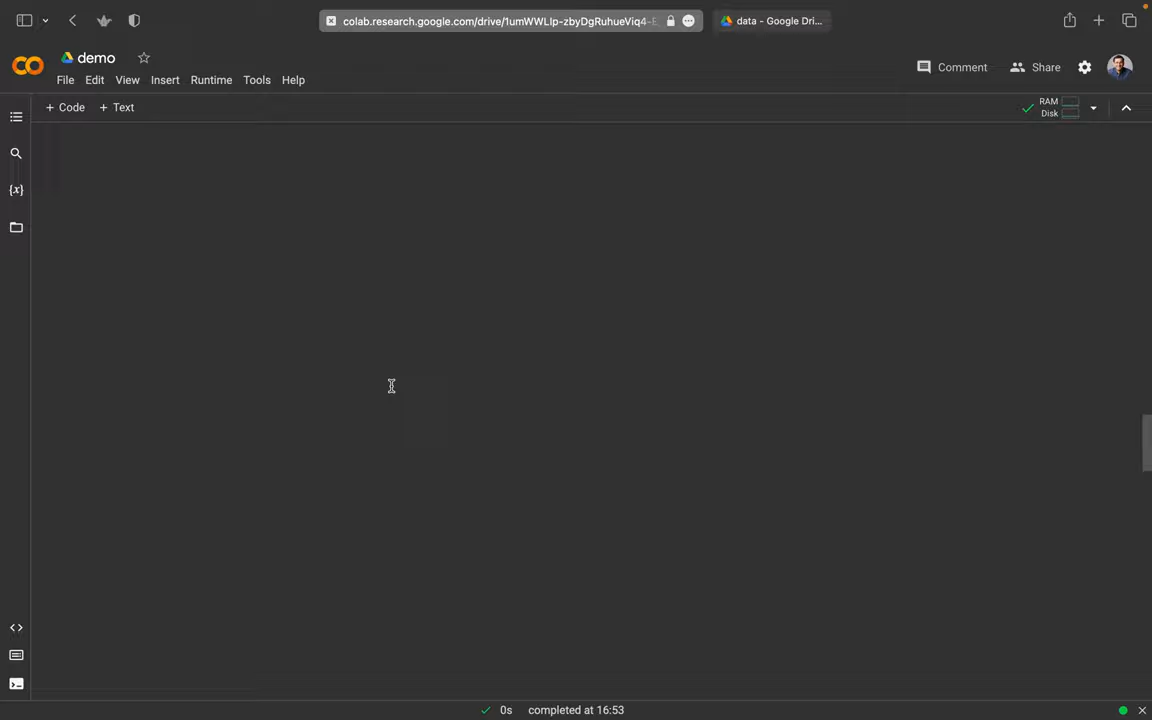 colab.research.google.com/drive/1umWWLIp-zbyDgRuhueViq4-E
data - Google Dri...
demo
File Edit View Insert Runtime Tools Help
Comment
Share
+ Code + Text
RAM
Disk
{x}
0s completed at 16:53